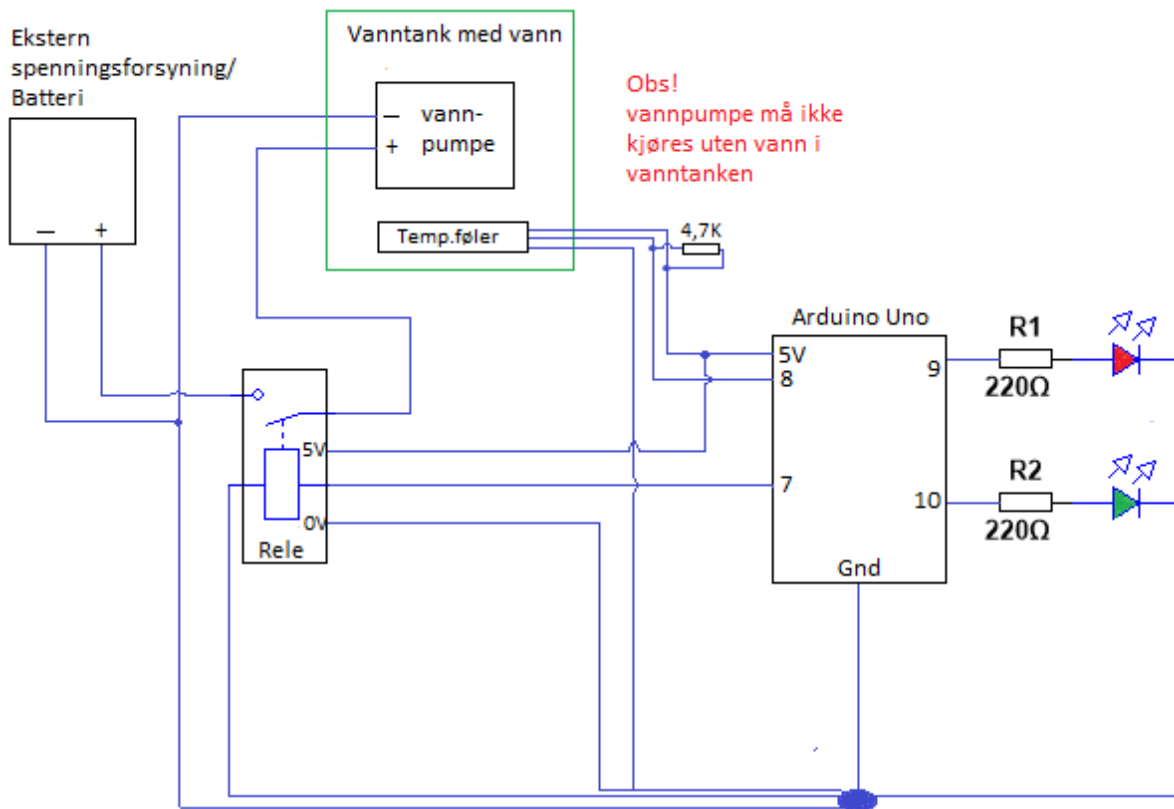 Ekstern
spenningsforsyning/
Batteri
— +
Vanntank med vann
— vann-
+ pumpe
Temp.føler
Obs!
vannpumpe må ikke
kjøres uten vann i
vanntanken
4,7K
Arduino Uno
5V
8
7
9
10
Gnd
R1
220Ω
R2
220Ω
5V
0V
Rele